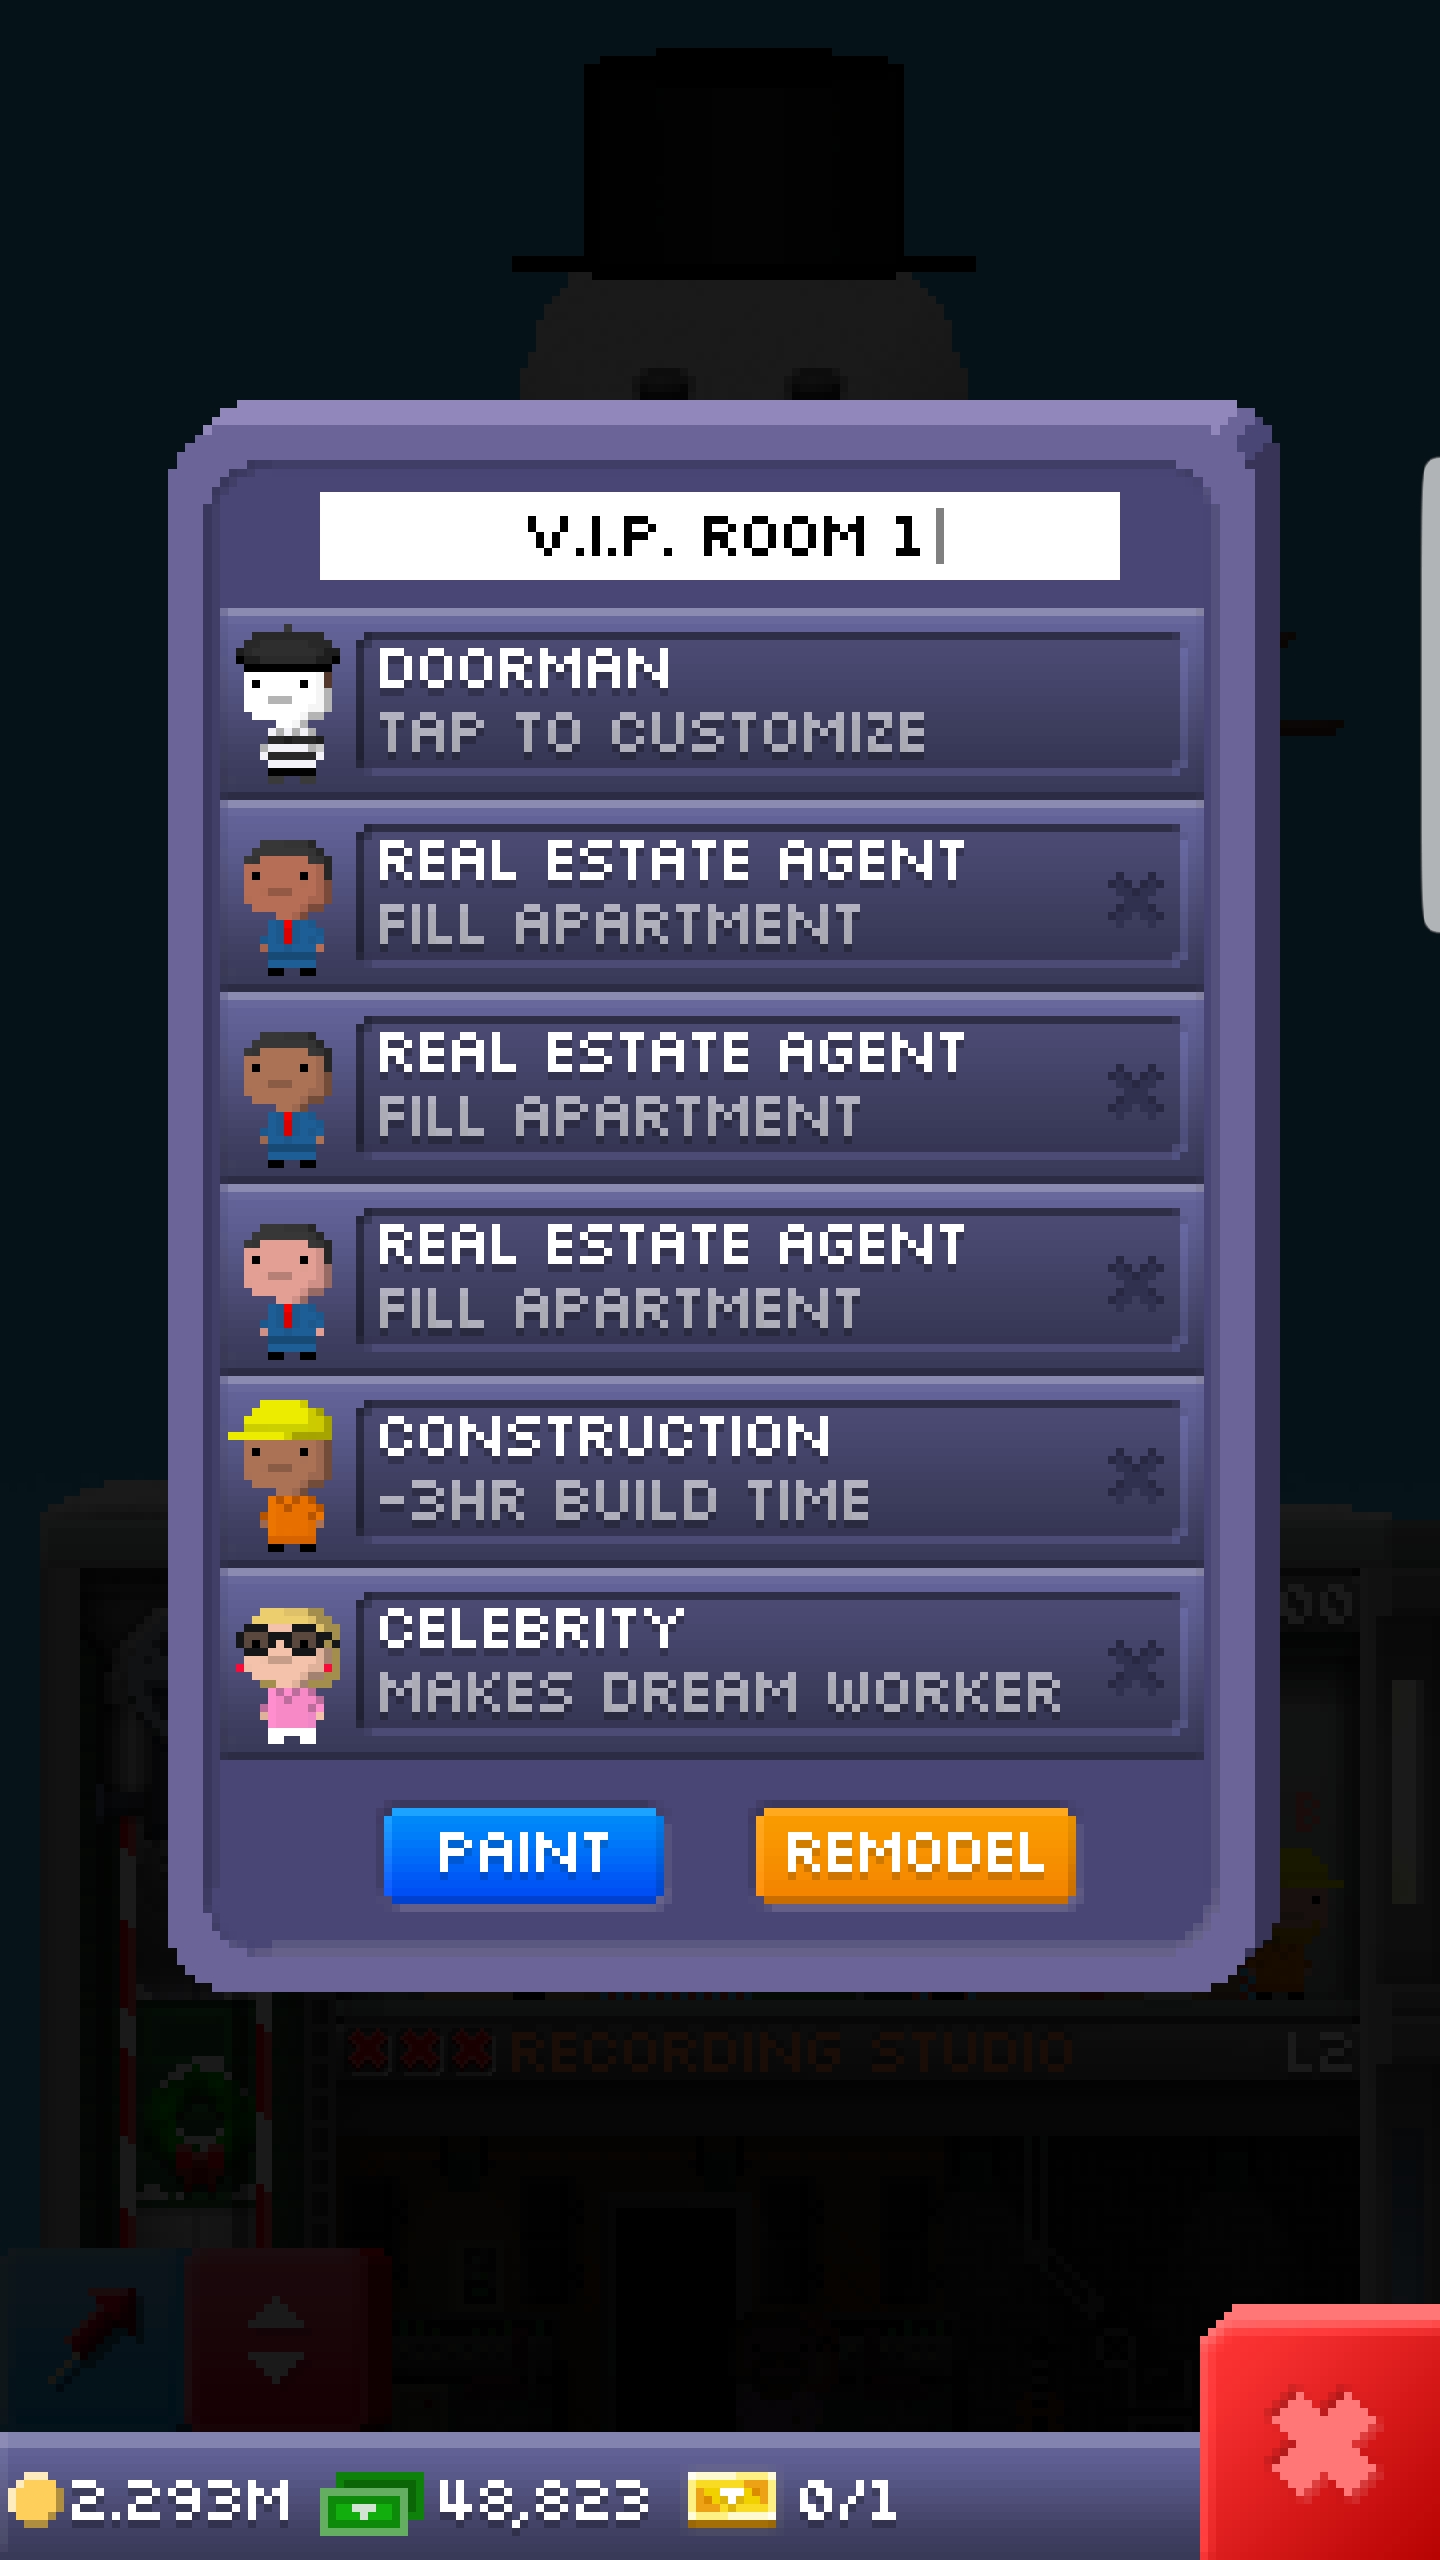 V.I.P. ROOM 1
DOORMAN
TAP TO CUSTOMIZE
REAL ESTATE AGENT
FILL APARTMENT
REAL ESTATE AGENT
FILL APARTMENT
REAL ESTATE AGENT
FILL APARTMENT
CONSTRUCTION
-3HR BUILD TIME
CELEBRITY
MAKES DREAM WORKER
PAINT
REMODEL
RECORDING STUDIO
L2
2.293M
48,823
0/1